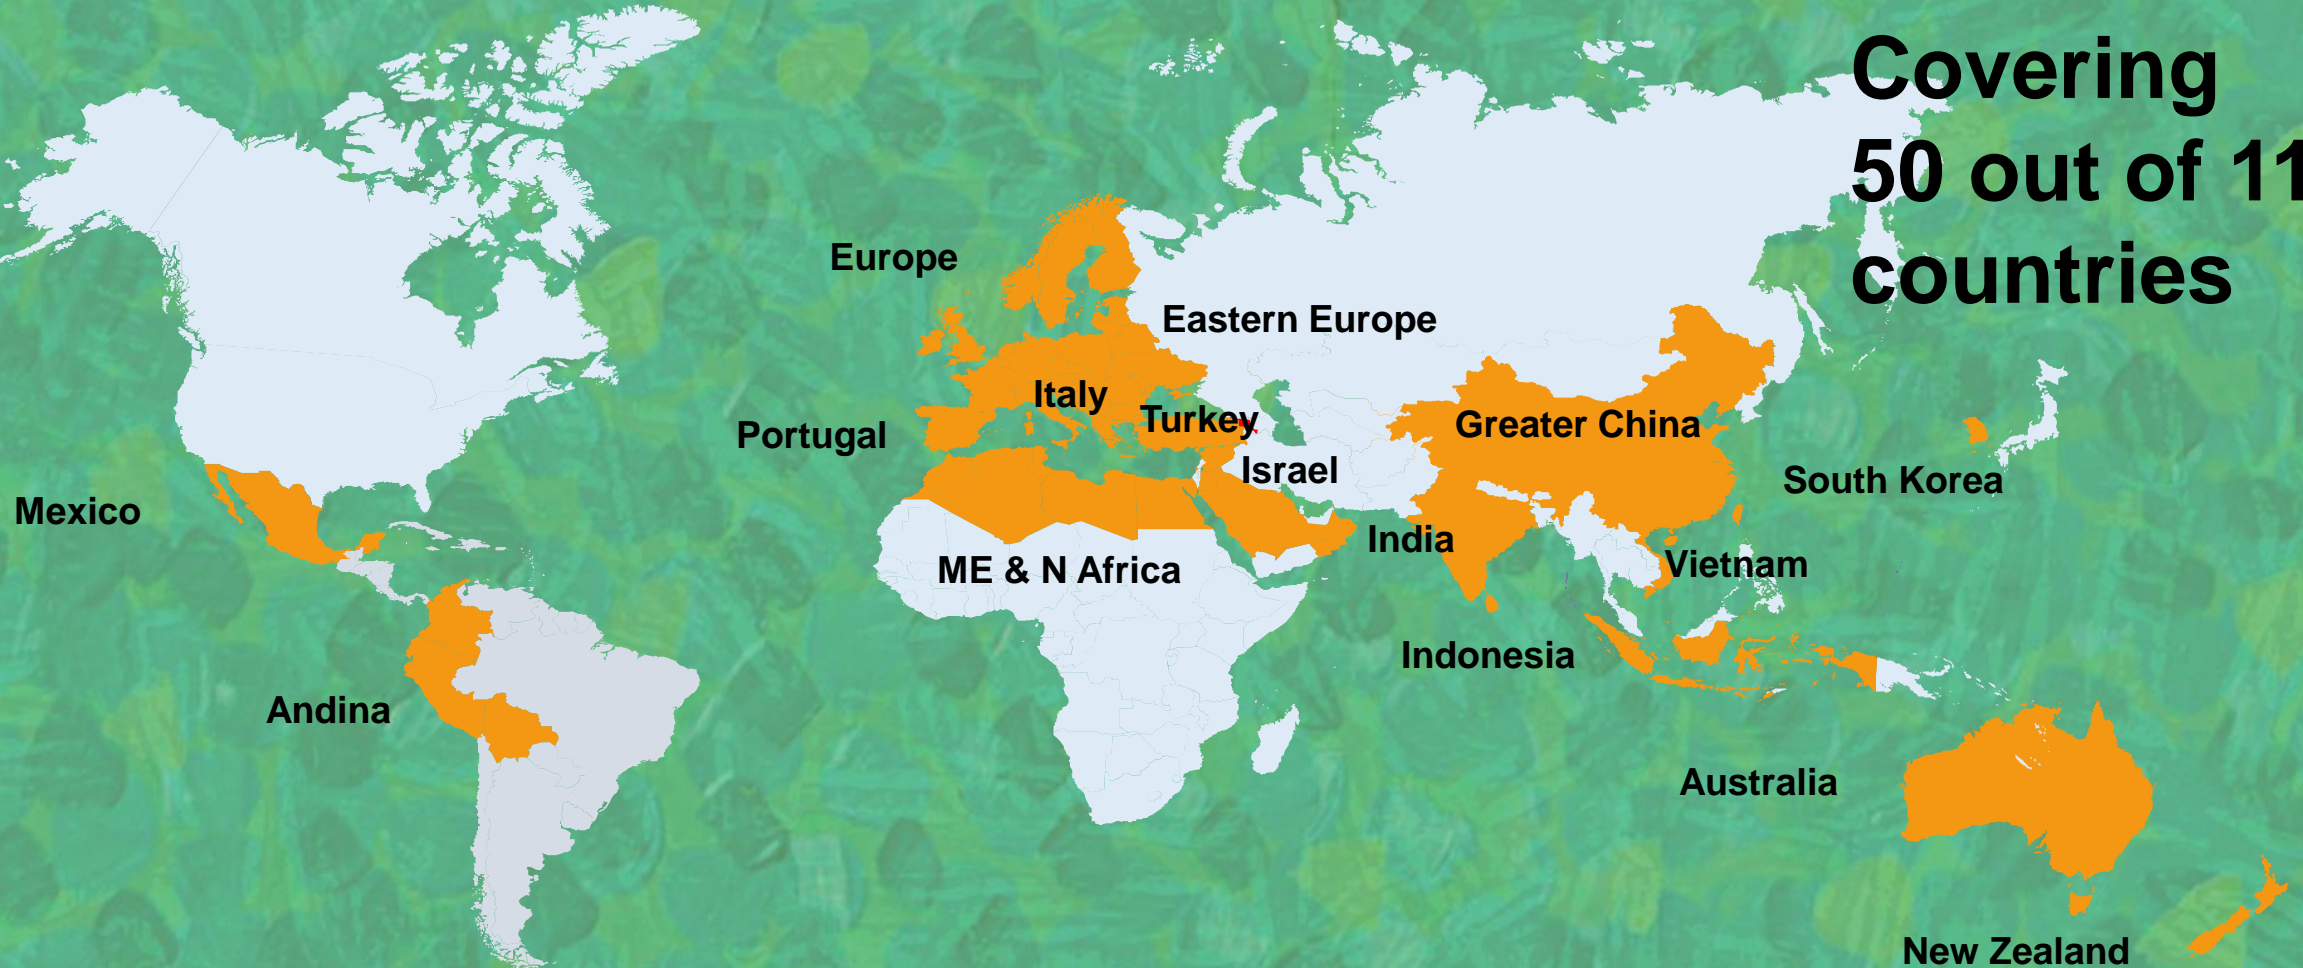 Covering
50 out of 11
countries
Europe
Eastern Europe
Italy
Turkey
Greater China
Portugal
Israel
South Korea
Mexico
India
ME & N Africa
Vietnam
Indonesia
Andina
Australia
New Zealand